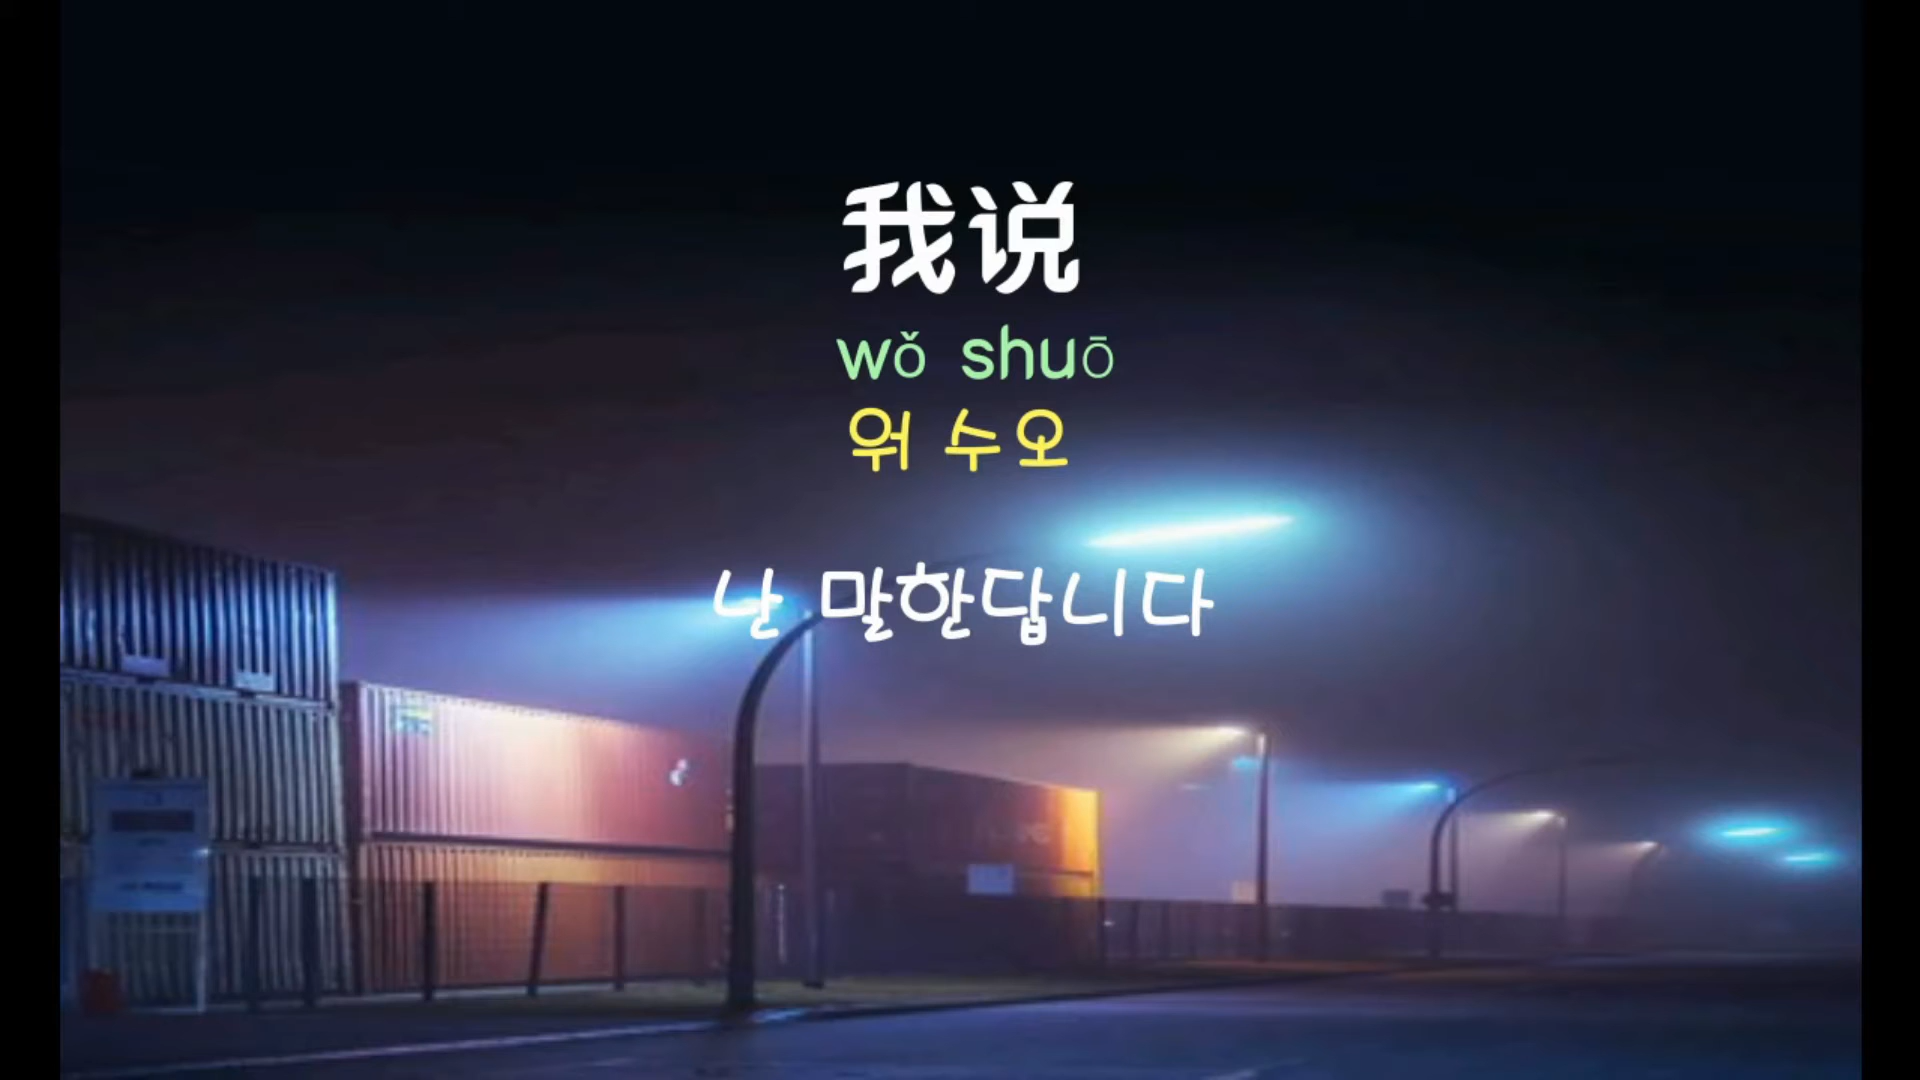 我说
wǒ shuō
워 수오
난 말한답니다